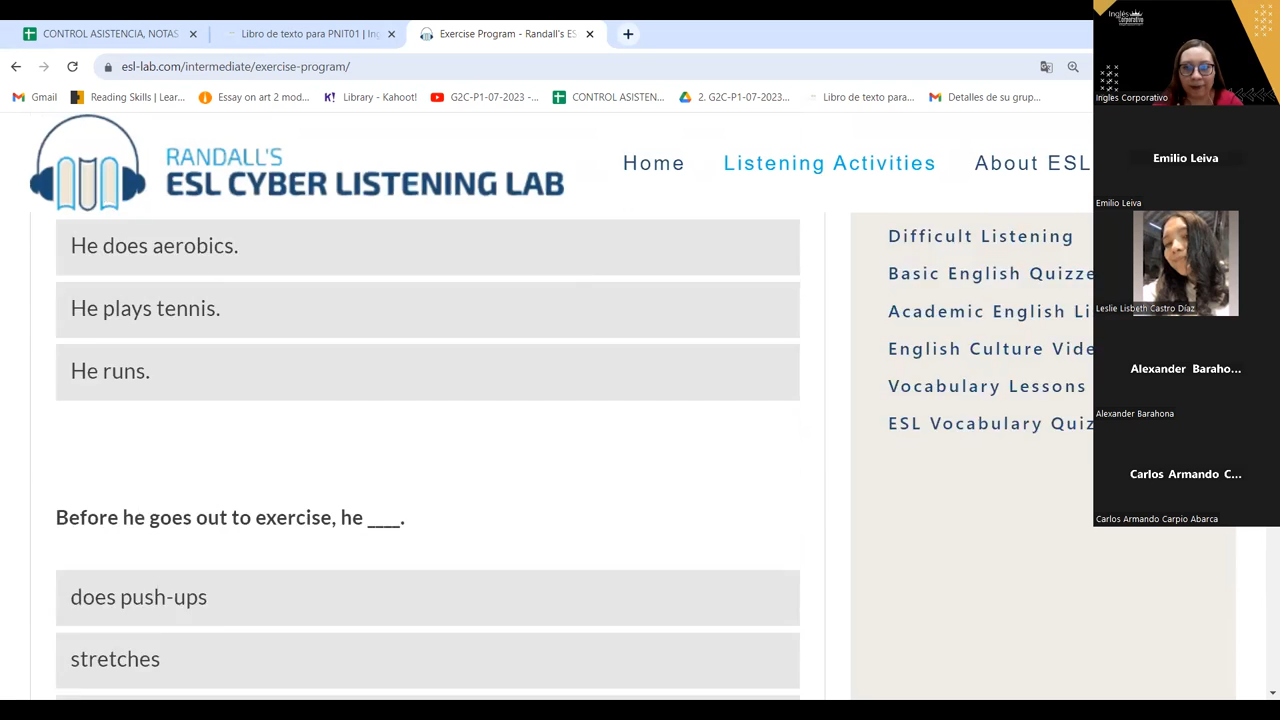 CONTROL ASISTENCIA, NOTAS
Libro de texto para PNIT01 | Ing
Exercise Program - Randall's ES
esl-lab.com/intermediate/exercise-program/
Gmail
Reading Skills | Lear...
Essay on art 2 mod...
Library - Kahoots
G2C-P1-07-2023 -...
CONTROL ASISTEN...
2. G2C-P1-07-2023...
Libro de texto para...
Detalles de su grup...
RANDALL'S
ESL CYBER LISTENING LAB
Home
Listening Activities
About ESL
He does aerobics.
He plays tennis.
He runs.
Before he goes out to exercise, he ____.
does push-ups
stretches
Difficult Listening
Basic English Quizze
Academic English Li
English Culture Vide
Vocabulary Lessons
ESL Vocabulary Quiz
Inglés
Corporativo
Ingles Corporativo
Emilio Leiva
Emilio Leiva
Leslie Lisbeth Castro Díaz
Alexander Baraho...
Alexander Barahona
Carlos Armando C...
Carlos Armando Carpio Abarca